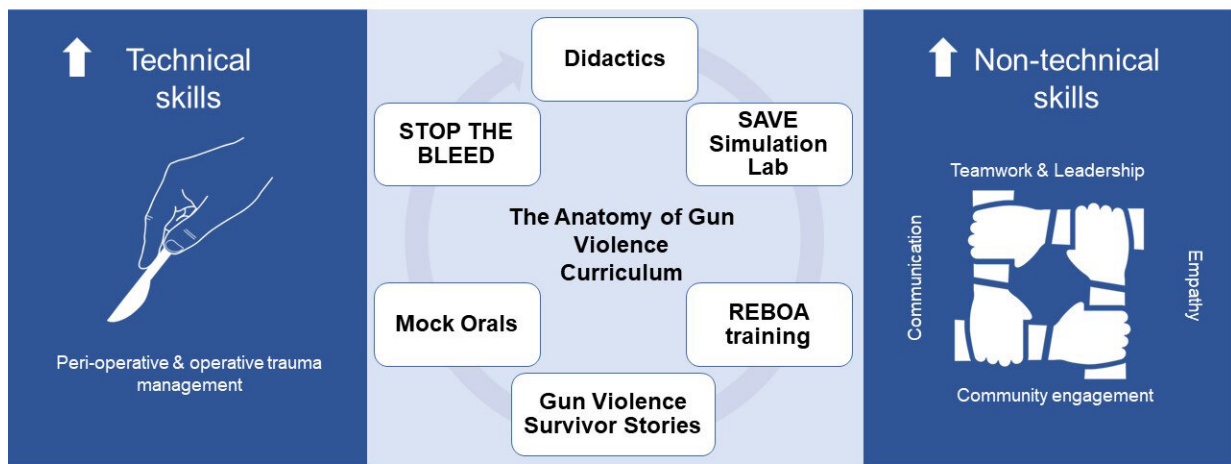 Technical
skills
Peri-operative & operative trauma
management
Didactics
SAVE
Simulation
Lab
REBOA
training
Gun Violence
Survivor Stories
Mock Orals
STOP THE
BLEED
The Anatomy of Gun
Violence
Curriculum
Non-technical
skills
Teamwork & Leadership
Communication
Empathy
Community engagement